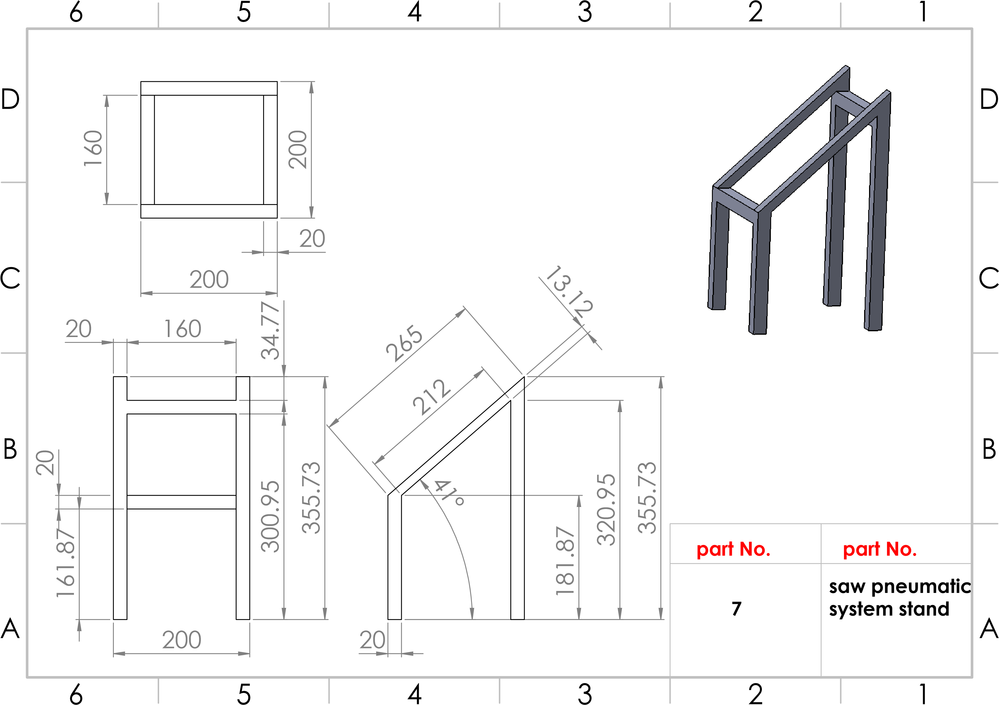 6 5 4 3 2 1
D D
160
200
20
200
C C
13.12
34.77
20 160
265
212
B B
20
41°
300.95
355.73
320.95
355.73
161.87
181.87
part No. part No.
saw pneumatic
7 system stand
A A
200
20
6 5 4 3 2 1